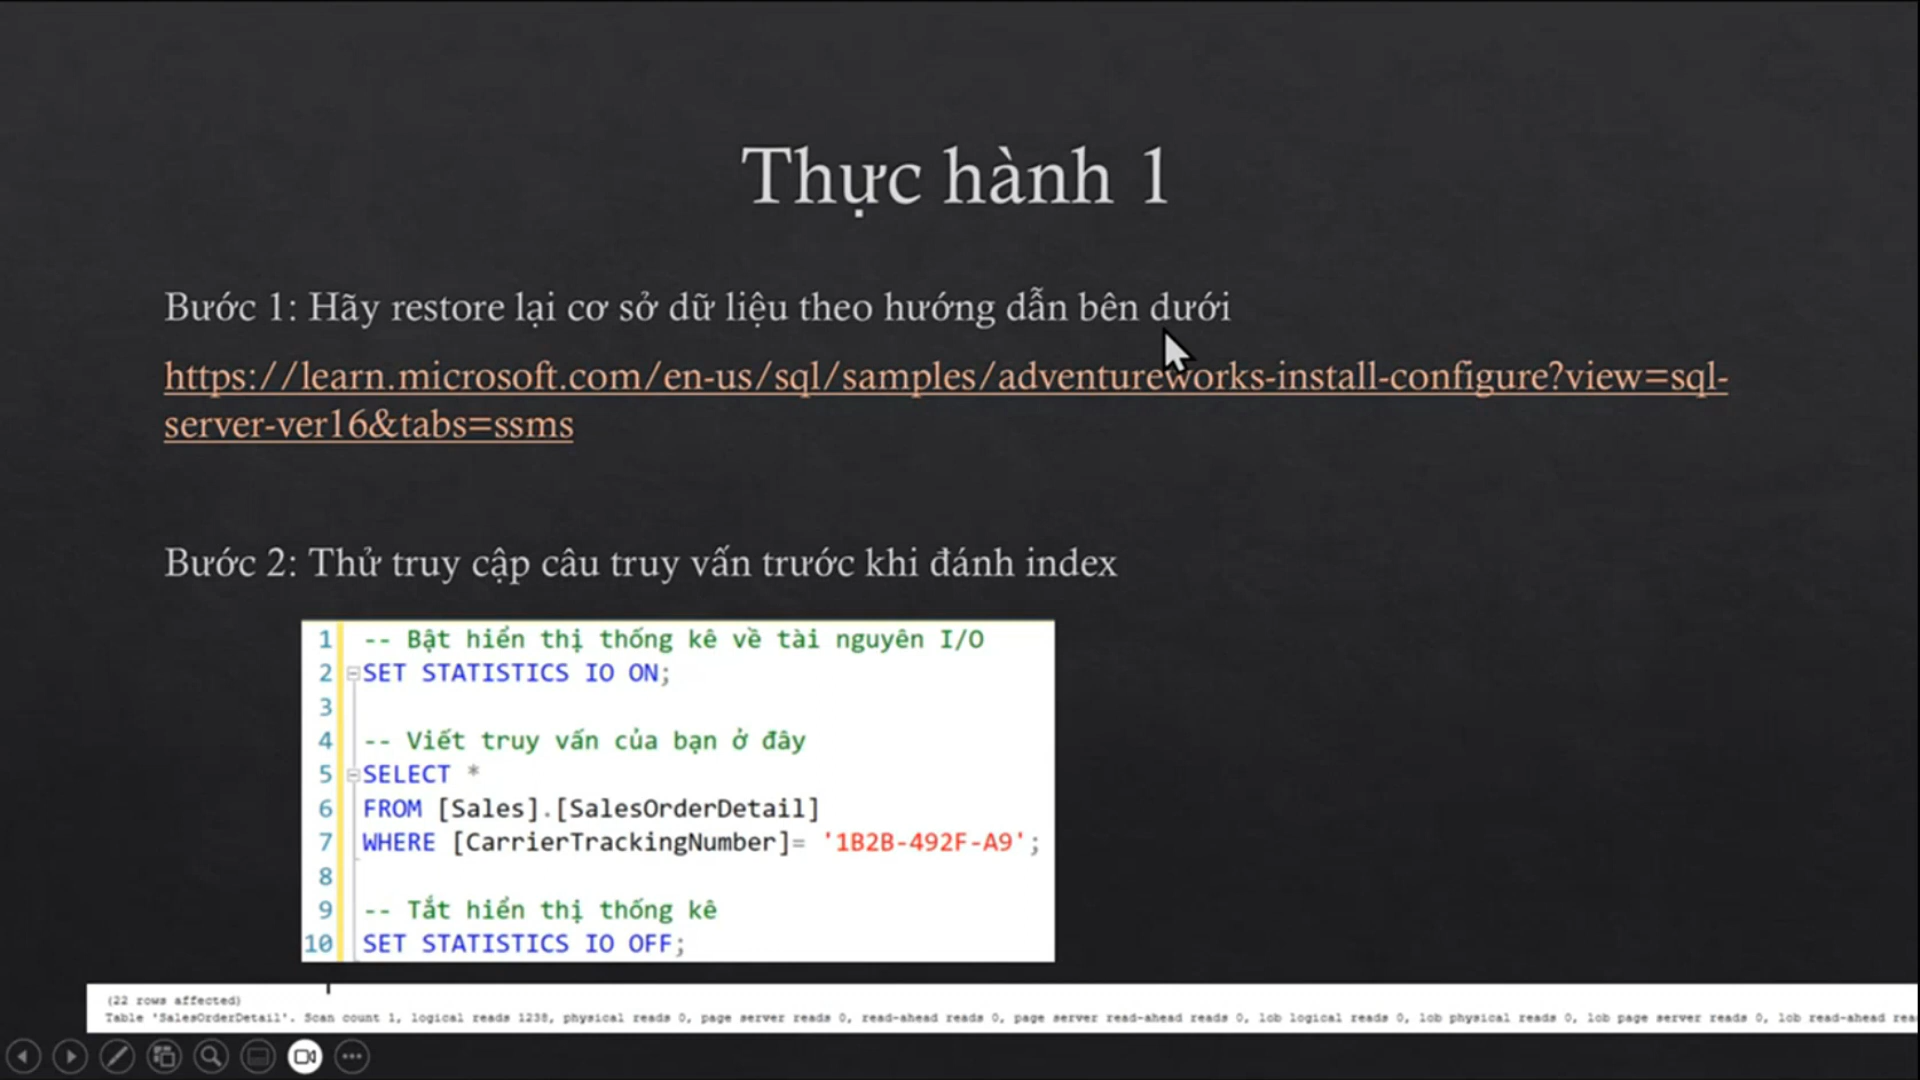 Thực hành 1
Bước 1: Hãy restore lại cơ sở dữ liệu theo hướng dẫn bên dưới
https://learn.microsoft.com/en-us/sql/samples/adventureworks-install-configure?view=sql-
server-ver16&tabs=ssms
Bước 2: Thử truy cập câu truy vấn trước khi đánh index
1 -- Bật hiển thị thống kê về tài nguyên I/O
2 SET STATISTICS IO ON;
3
4 -- Viết truy vấn của bạn ở đây
5 SELECT *
6 FROM [Sales].[SalesOrderDetail]
7 WHERE [CarrierTrackingNumber]= '1B2B-492F-A9';
8
9 -- Tắt hiển thị thống kê
10 SET STATISTICS IO OFF;
(22 rows affected)
Table 'SalesOrderDetail'. Scan count 1, logical reads 1238, physical reads 0, page server reads 0, read-ahead reads 0, page server read-ahead reads 0, lob logical reads 0, lob physical reads 0, lob page server reads 0, lob read-ahead rea